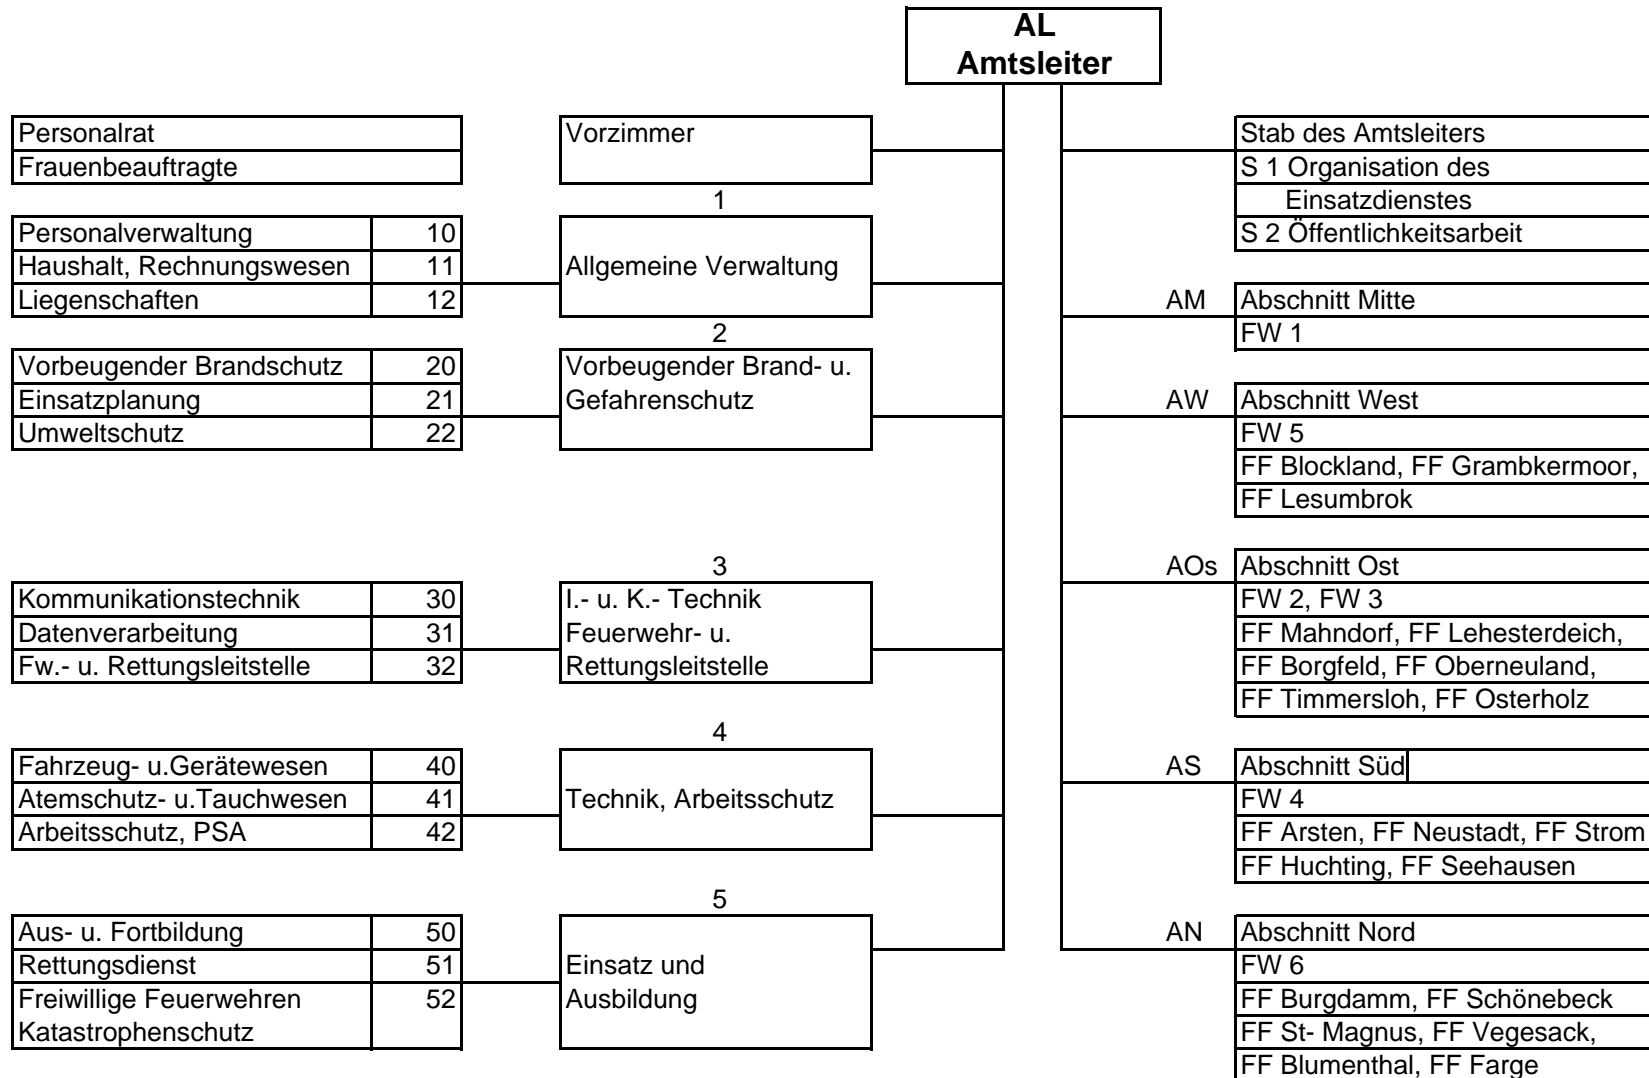 AL
Amtsleiter
Personalrat
Frauenbeauftragte
Vorzimmer
1
Personalverwaltung 10
Haushalt, Rechnungswesen 11
Liegenschaften 12
Allgemeine Verwaltung
2
Vorbeugender Brandschutz 20
Einsatzplanung 21
Umweltschutz 22
Vorbeugender Brand- u.
Gefahrenschutz
3
Kommunikationstechnik 30
Datenverarbeitung 31
Fw.- u. Rettungsleitstelle 32
I.- u. K.- Technik
Feuerwehr- u.
Rettungsleitstelle
4
Fahrzeug- u.Gerätewesen 40
Atemschutz- u.Tauchwesen 41
Arbeitsschutz, PSA 42
Technik, Arbeitsschutz
5
Aus- u. Fortbildung 50
Rettungsdienst 51
Freiwillige Feuerwehren 52
Katastrophenschutz
Einsatz und
Ausbildung
Stab des Amtsleiters
S 1 Organisation des
Einsatzdienstes
S 2 Öffentlichkeitsarbeit
AM Abschnitt Mitte
FW 1
AW Abschnitt West
FW 5
FF Blockland, FF Grambkermoor,
FF Lesumbrok
AOs Abschnitt Ost
FW 2, FW 3
FF Mahndorf, FF Lehesterdeich,
FF Borgfeld, FF Oberneuland,
FF Timmersloh, FF Osterholz
AS Abschnitt Süd
FW 4
FF Arsten, FF Neustadt, FF Strom
FF Huchting, FF Seehausen
AN Abschnitt Nord
FW 6
FF Burgdamm, FF Schönebeck
FF St- Magnus, FF Vegesack,
FF Blumenthal, FF Farge